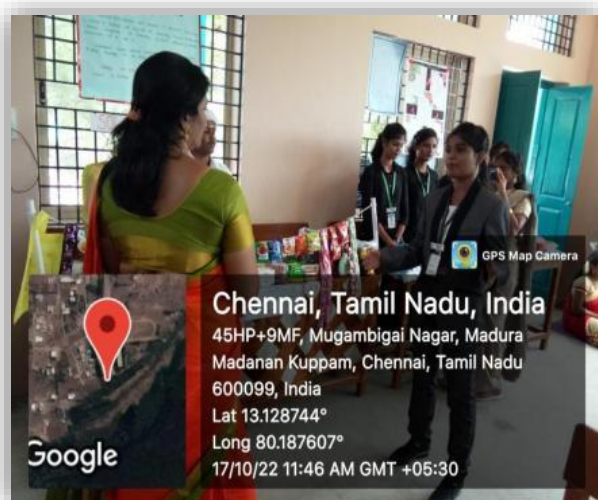 GPS Map Camera
Chennai, Tamil Nadu, India
45HP+9MF, Mugambigai Nagar, Madura
Madanan Kuppam, Chennai, Tamil Nadu
600099, India
Lat 13.128744°
Long 80.187607°
17/10/22 11:46 AM GMT +05:30
Google